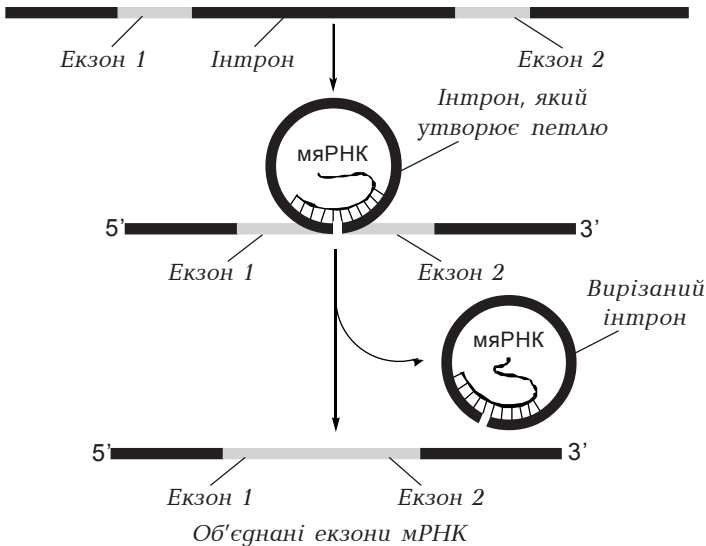 Екзон 1
Інтрон
Екзон 2
Інтрон, який
утворює петлю
мяРНК
5’
3’
Екзон 1
Екзон 2
Вирізаний
інтрон
мяРНК
5’
3’
Екзон 1
Екзон 2
Об’єднані екзони мРНК